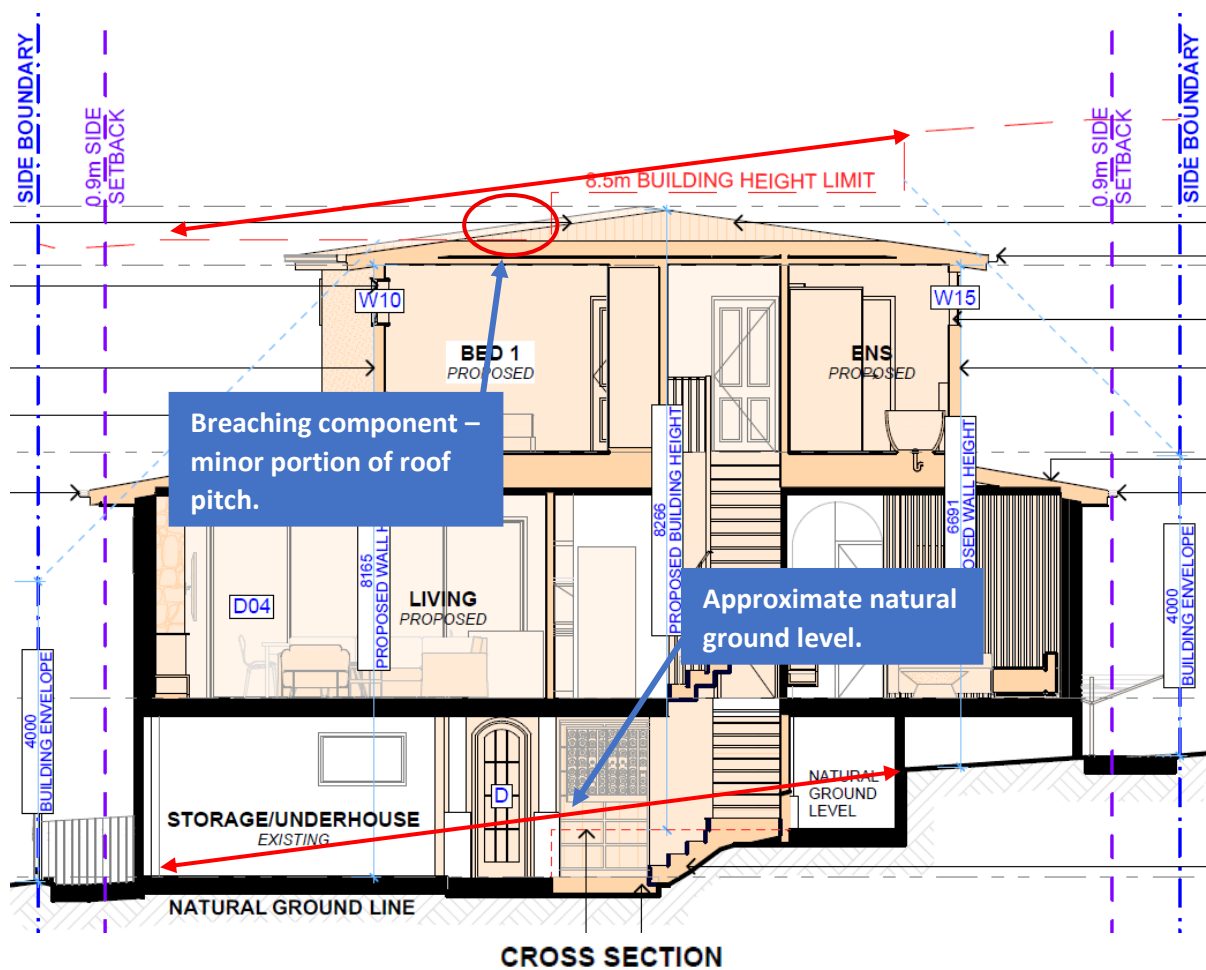 SIDE BOUNDARY
0.9m SIDE
SETBACK
8.5m BUILDING HEIGHT LIMIT
0.9m SIDE
SETBACK
SIDE BOUNDARY
W10
W15
BED 1
PROPOSED
ENS
PROPOSED
Breaching component –
minor portion of roof
pitch.
8266
PROPOSED BUILDING HEIGHT
6691
OSED WALL HEIGHT
8165
PROPOSED WALL H
D04
LIVING
PROPOSED
Approximate natural
ground level.
4000
BUILDING ENVELOPE
4000
BUILDING ENVELOPE
D
NATURAL
GROUND
LEVEL
STORAGE/UNDERHOUSE
EXISTING
NATURAL GROUND LINE
CROSS SECTION